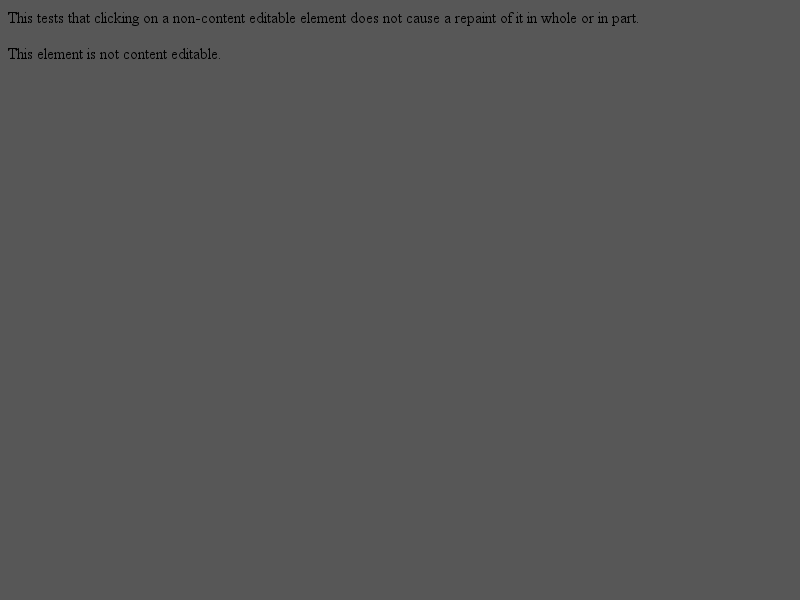 This tests that clicking on a non-content editable element does not cause a repaint of it in whole or in part.
This element is not content editable.